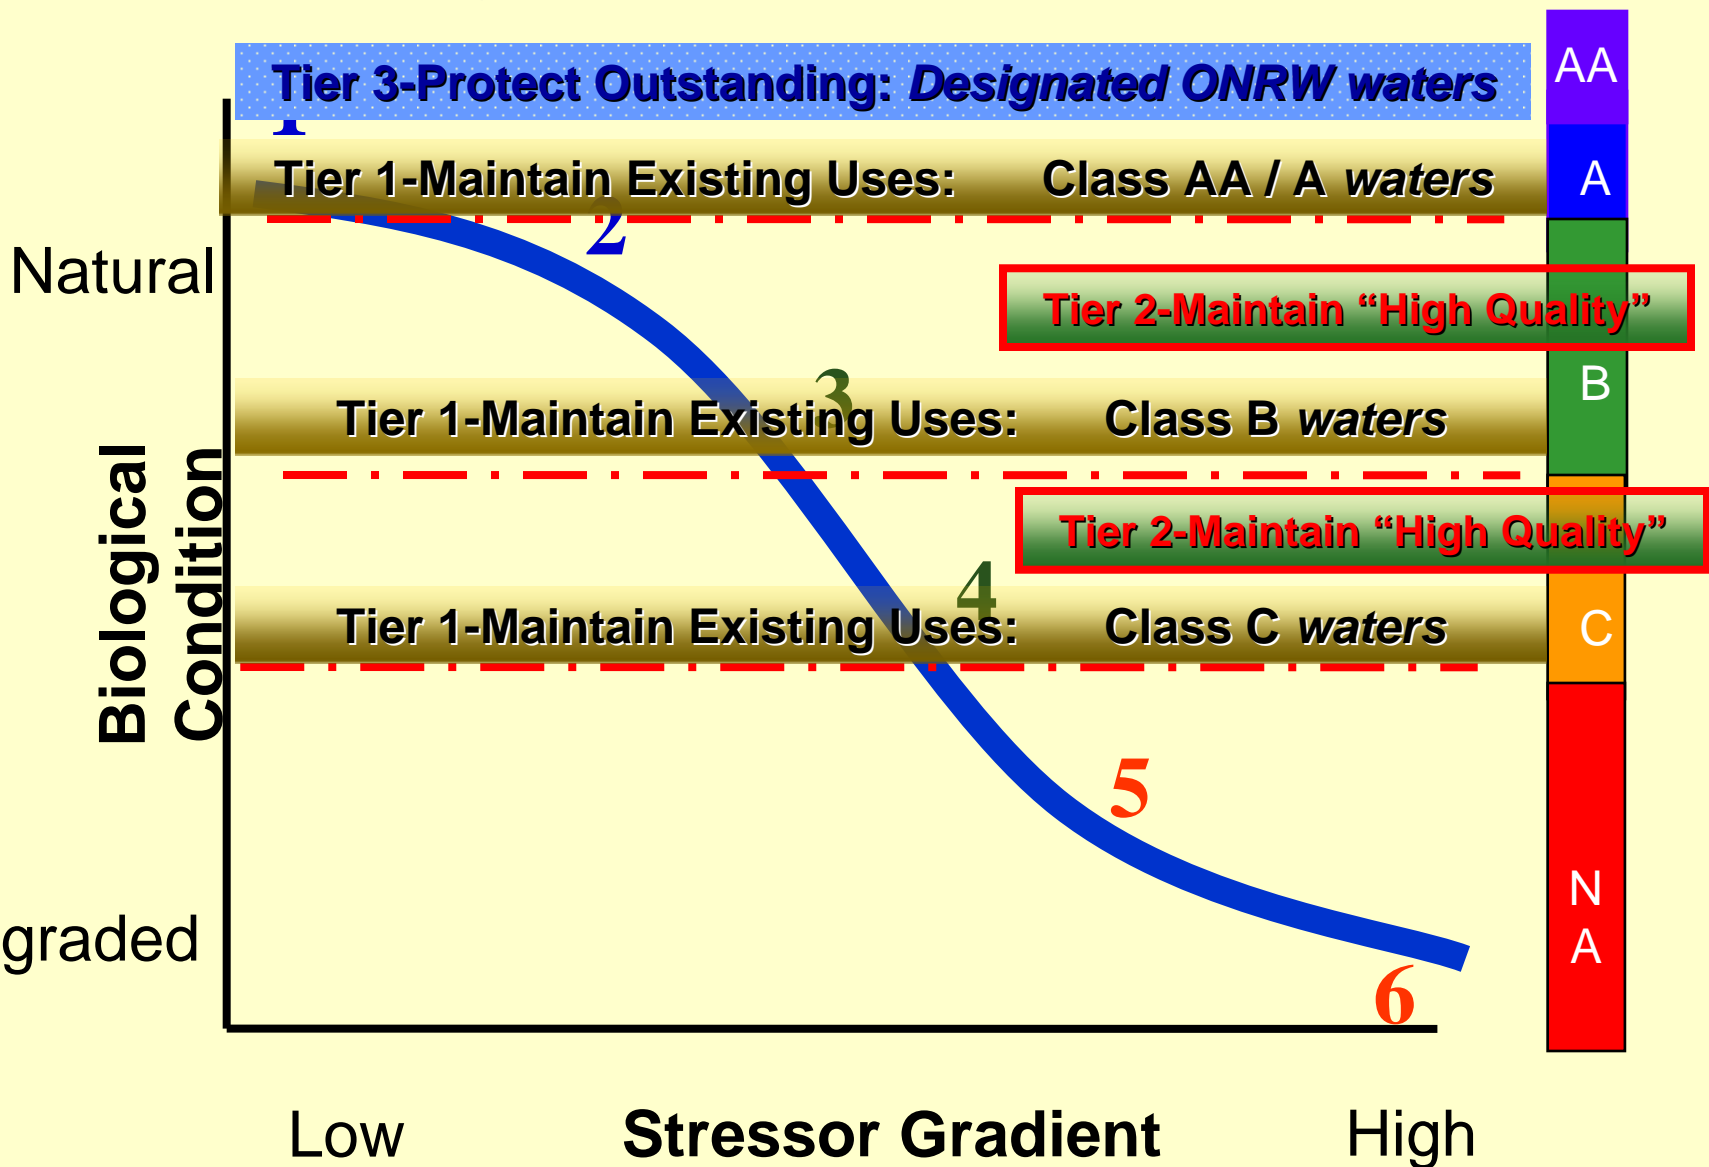 AA
Tier 3-Protect Outstanding: Designated ONRW waters
1
Tier 1-Maintain Existing Uses: Class AA / A waters
A
2
Natural
Tier 2-Maintain “High Quality”
B
3
Tier 1-Maintain Existing Uses: Class B waters
Biological
Condition
Tier 2-Maintain “High Quality”
4
Tier 1-Maintain Existing Uses: Class C waters
C
5
N
A
graded
6
Low
Stressor Gradient
High